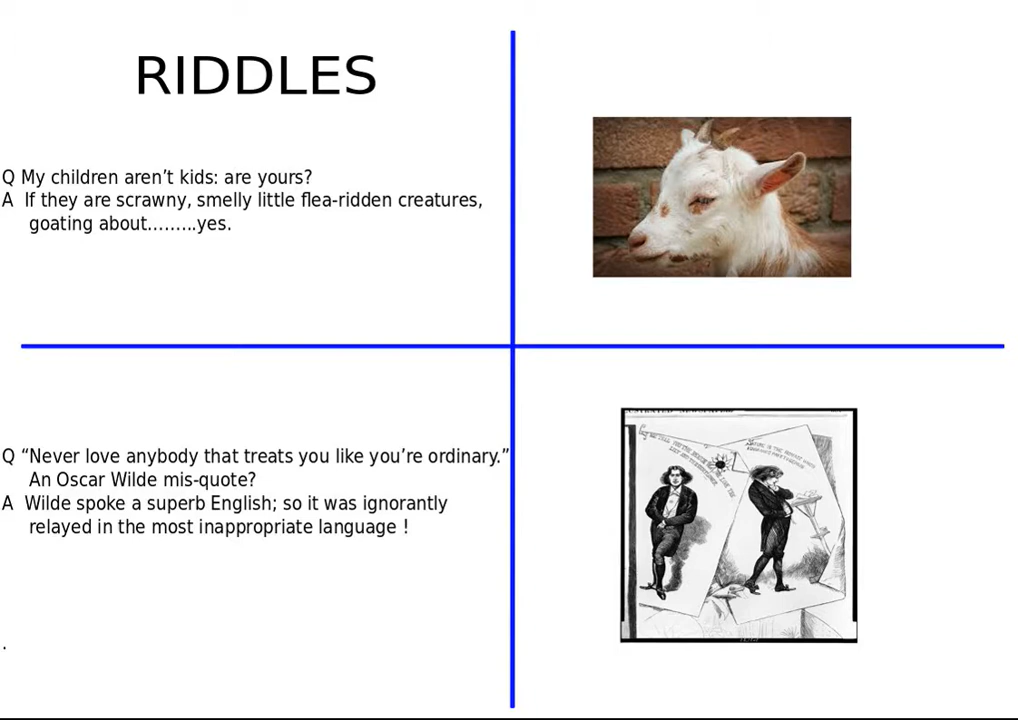 RIDDLES
Q My children aren’t kids: are yours?
A If they are scrawny, smelly little flea-ridden creatures,
goating about………yes.
Q “Never love anybody that treats you like you’re ordinary.”
An Oscar Wilde mis-quote?
A Wilde spoke a superb English; so it was ignorantly
relayed in the most inappropriate language !
.